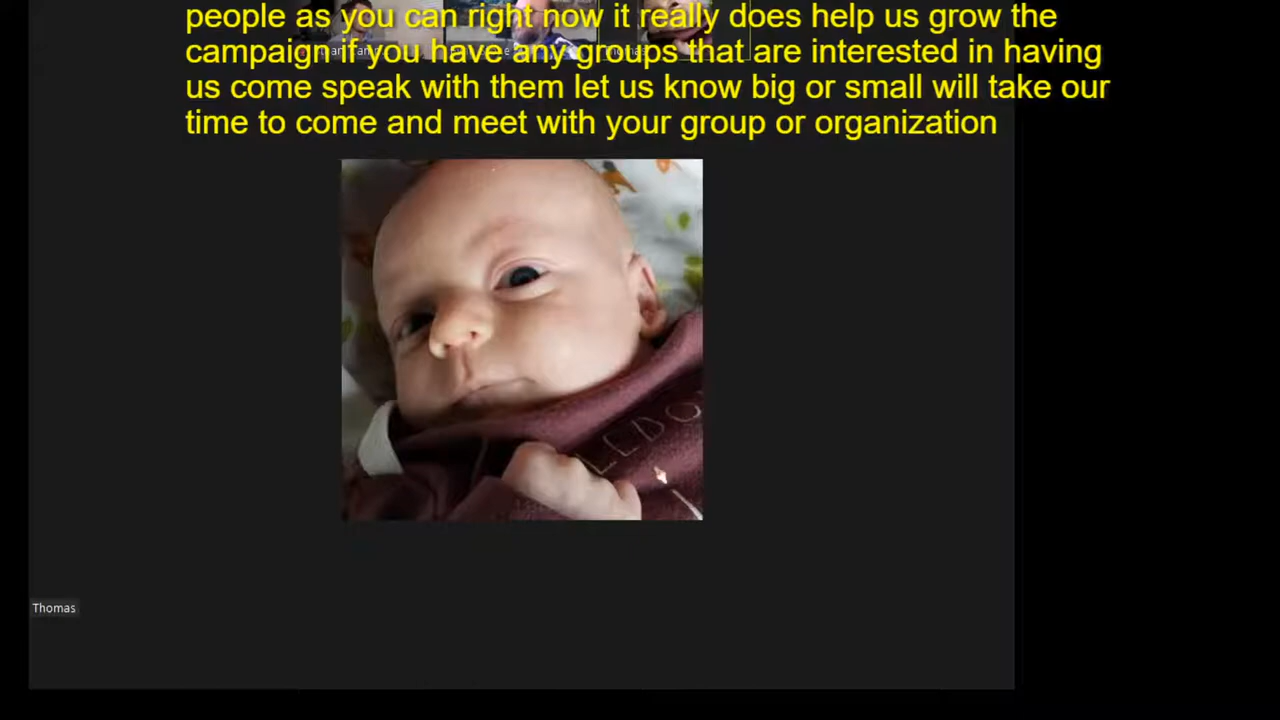 people as you can right now it really does help us grow the
campaign if you have any groups that are interested in having
us come speak with them let us know big or small will take our
time to come and meet with your group or organization
Thomas
LEDO
Thomas